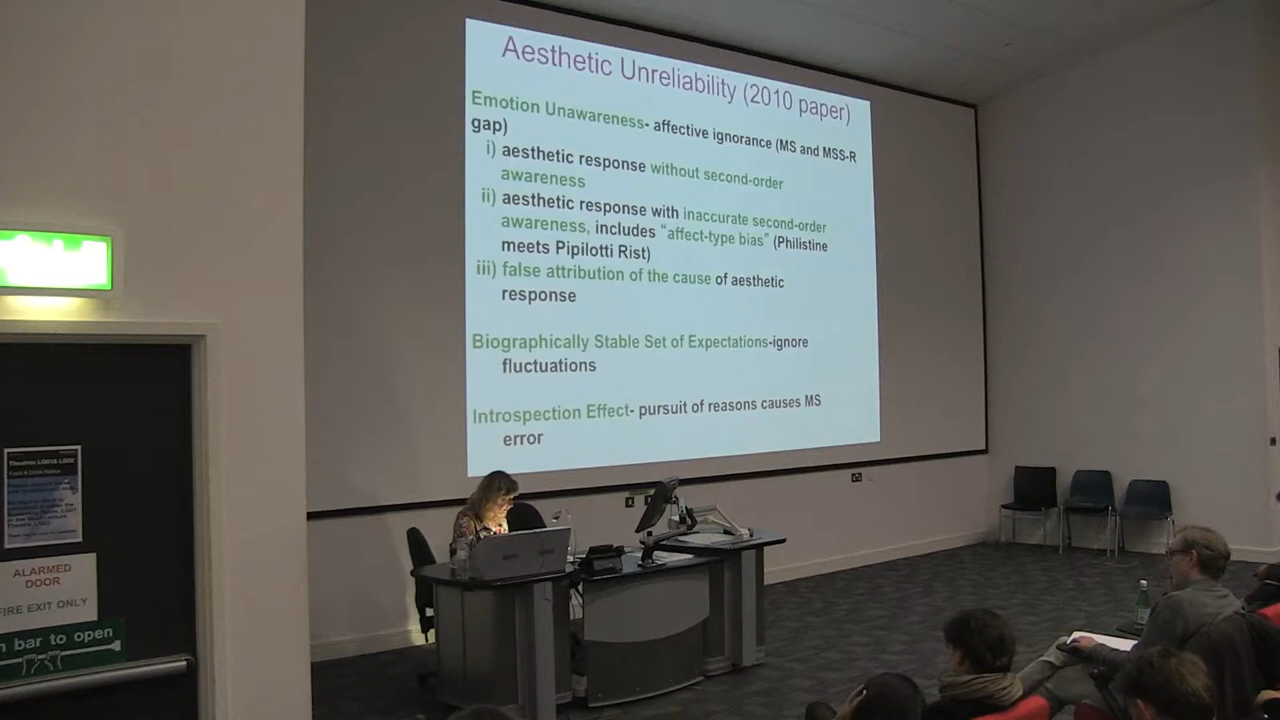 Aesthetic Unreliability (2010 paper)
Emotion Unawareness- affective ignorance (MS and MSS-R
gap)
i) aesthetic response without second-order
awareness
ii) aesthetic response with inaccurate second-order
awareness, includes “affect-type bias” (Philistine
meets Pipilotti Rist)
iii) false attribution of the cause of aesthetic
response
Biographically Stable Set of Expectations-ignore
fluctuations
Introspection Effect- pursuit of reasons causes MS
error
ALARMED
DOOR
FIRE EXIT ONLY
bar to open